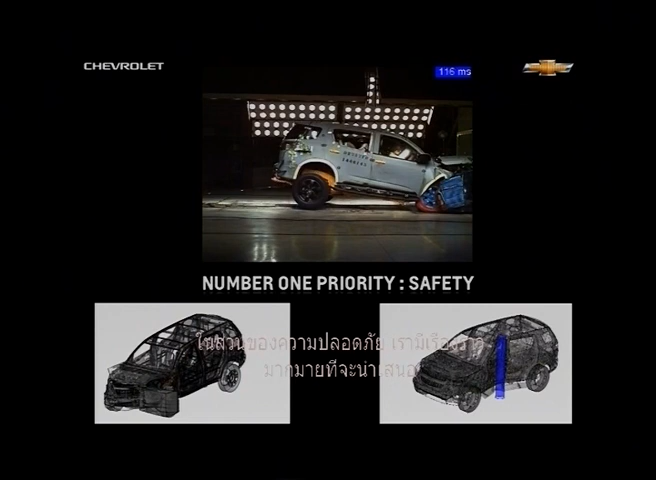 CHEVROLET
116 ms
NUMBER ONE PRIORITY : SAFETY
ในส่วนของความปลอดภัย เรามีเรื่องราว
มากมายที่จะนำเสนอ